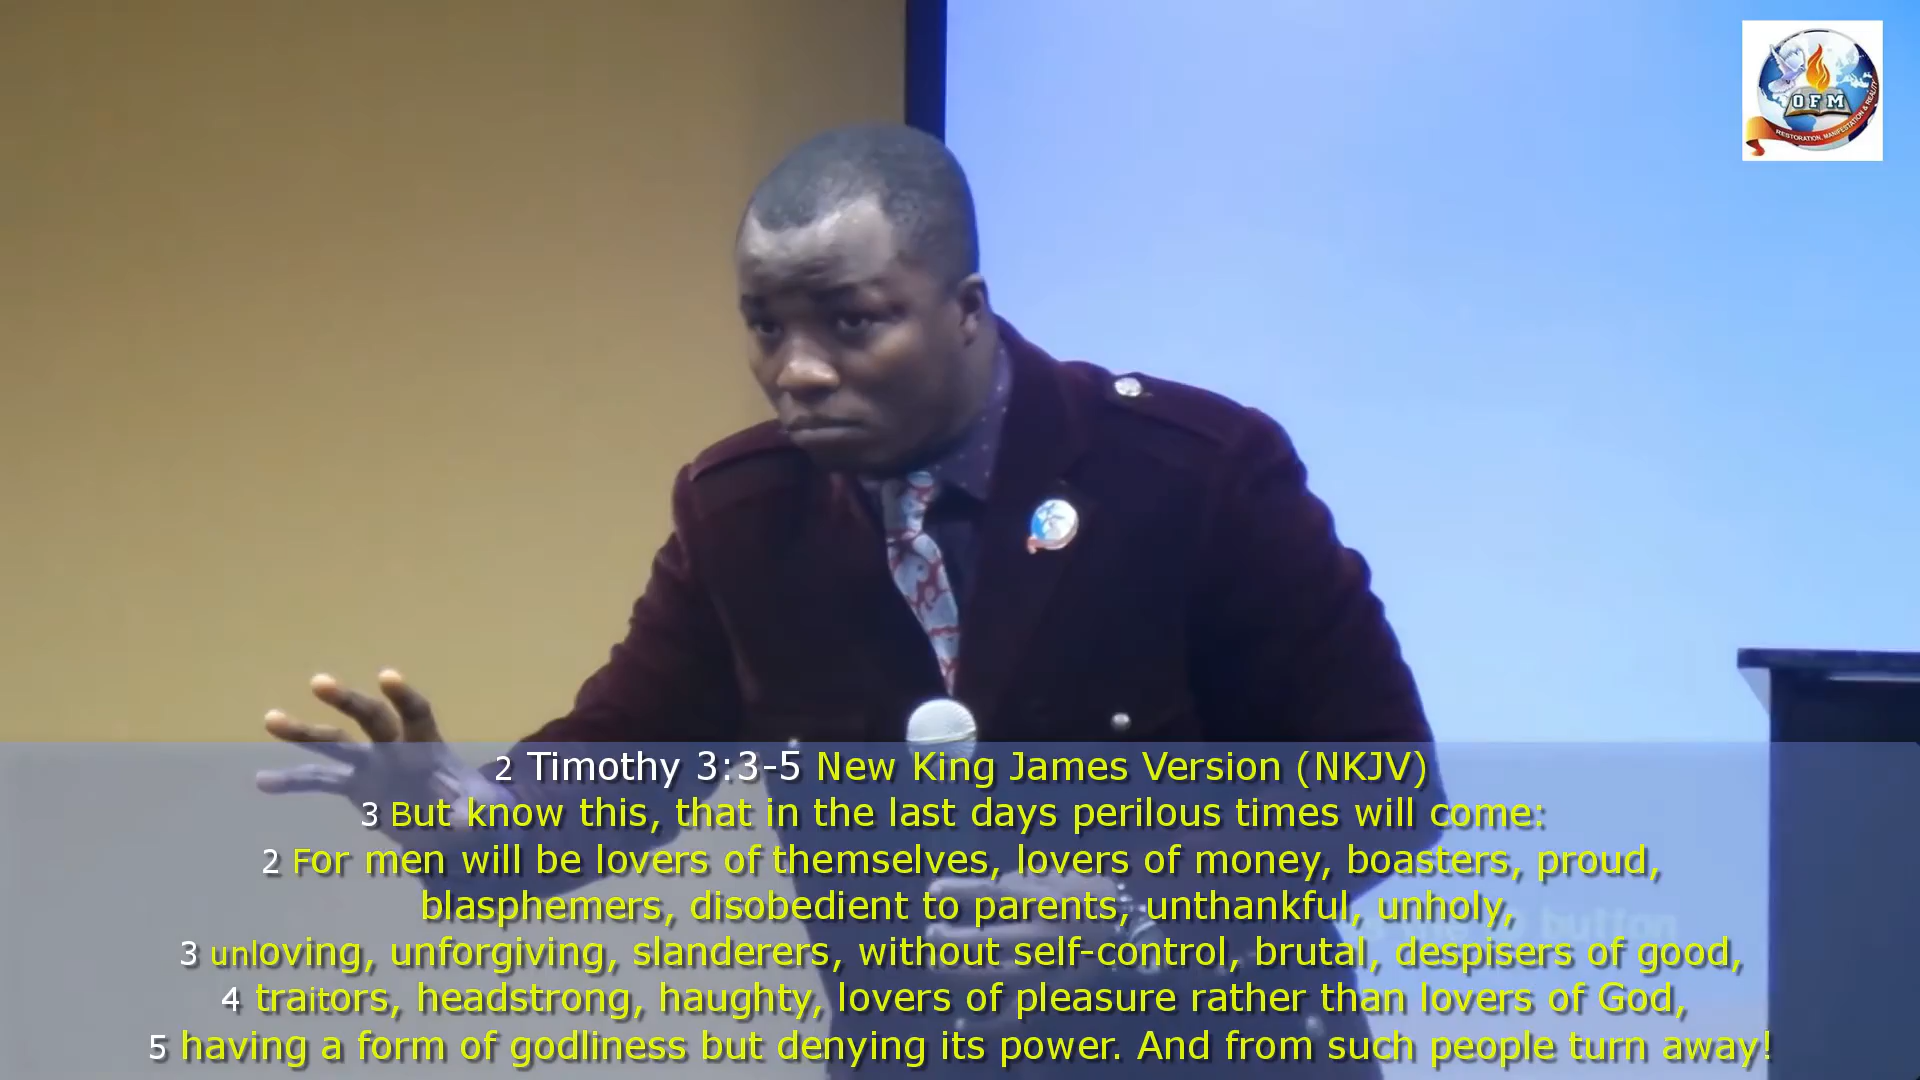 OFM
RESTORATION, MANIFESTATION & REALITY
2 Timothy 3:3-5 New King James Version (NKJV)
3 But know this, that in the last days perilous times will come:
2 For men will be lovers of themselves, lovers of money, boasters, proud,
blasphemers, disobedient to parents, unthankful, unholy,
3 unloving, unforgiving, slanderers, without self-control, brutal, despisers of good,
4 traitors, headstrong, haughty, lovers of pleasure rather than lovers of God,
5 having a form of godliness but denying its power. And from such people turn away!
button